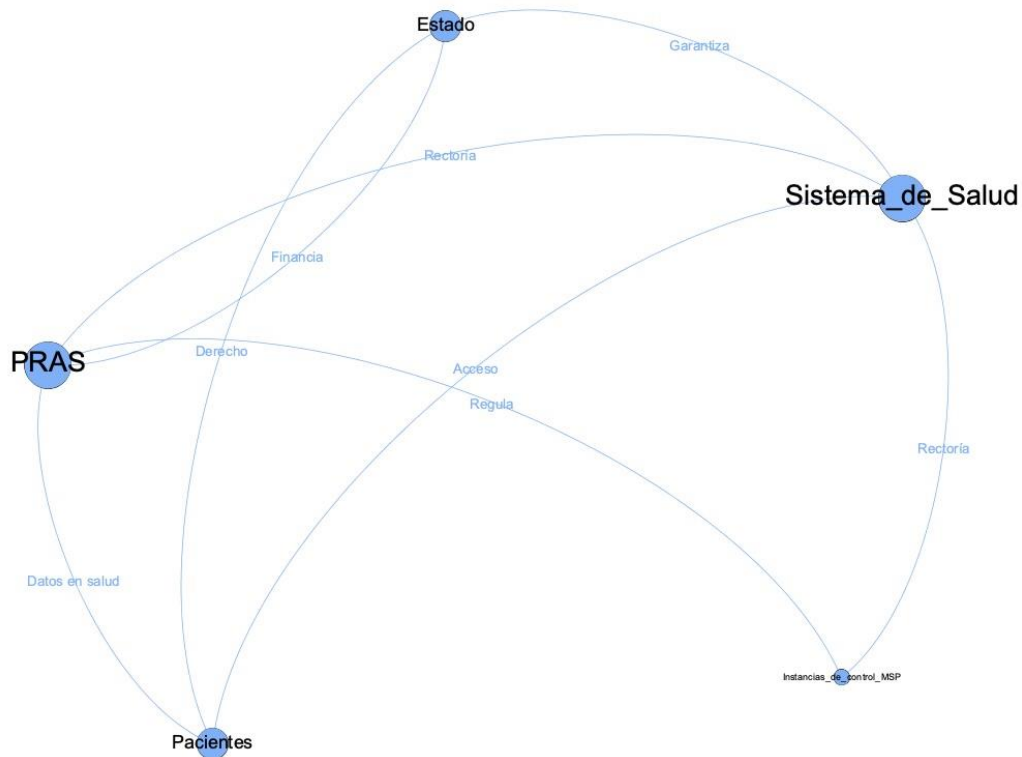 Estado
Garantiza
Rectoría
Sistema_de_Salud
Financia
Derecho
PRAS
Acceso
Regula
Rectoría
Datos en salud
Instancias_de_control_MSP
Pacientes